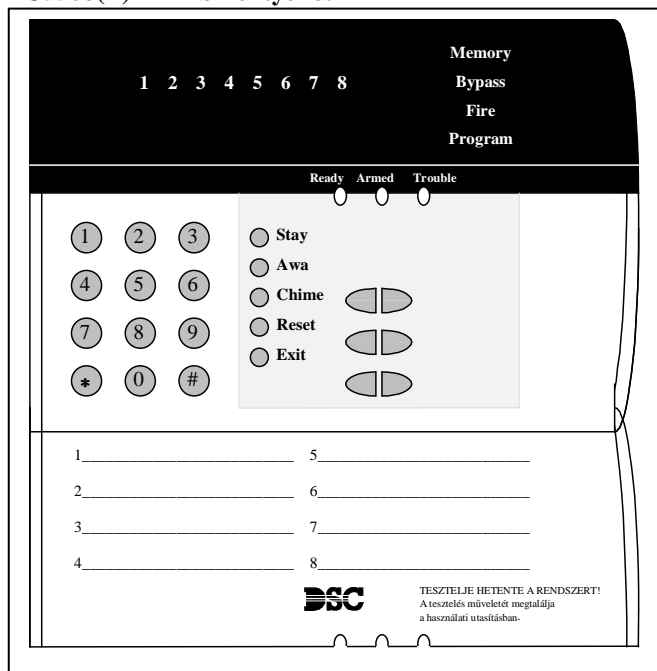 Memory
1 2 3 4 5 6 7 8 Bypass
Fire
Program
Ready Armed Trouble
1 2 3 Stay
Awa
4 5 6 Chime
7 8 9 Reset
Exit
* 0 #
1 5
2 6
3 7
4 8
DSC
TESZTELJE HETENTE A RENDSZERT!
A tesztelés műveletét megtalálja
a használati utasításban.